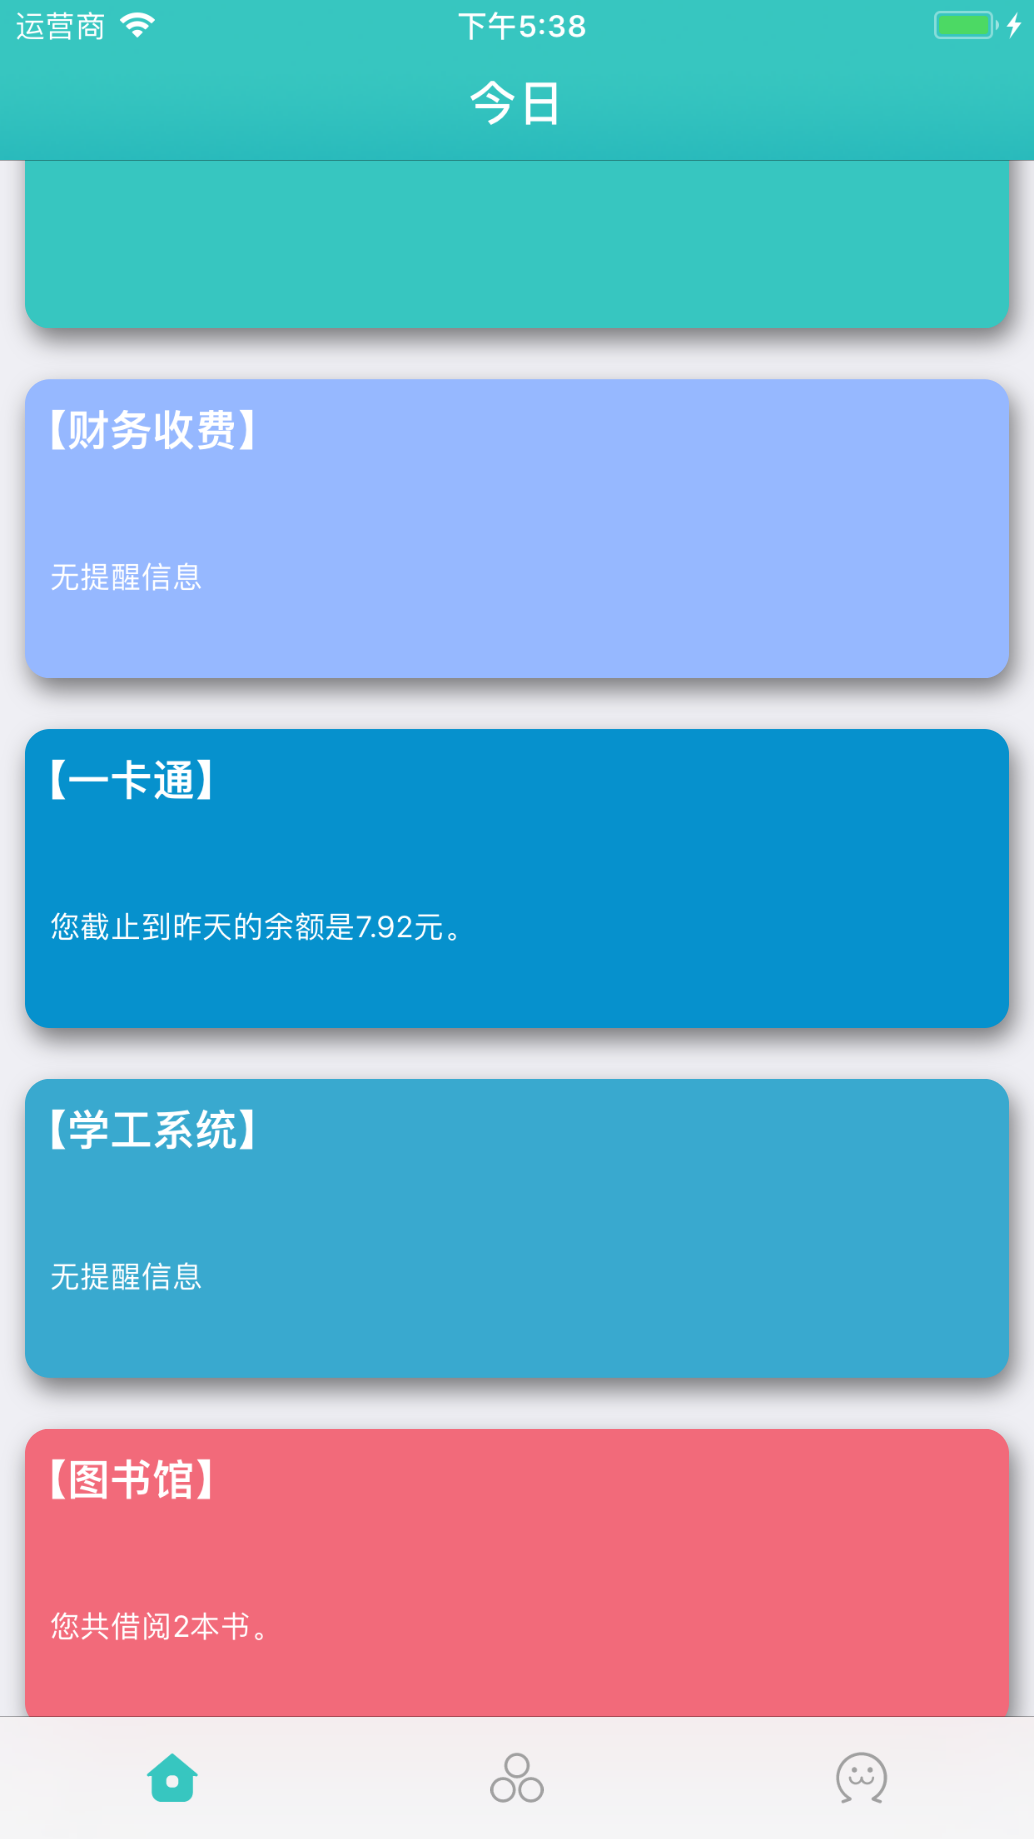 运营商
下午5:38
今日
【财务收费】
无提醒信息
【一卡通】
您截止到昨天的余额是7.92元。
【学工系统】
无提醒信息
【图书馆】
您共借阅2本书。